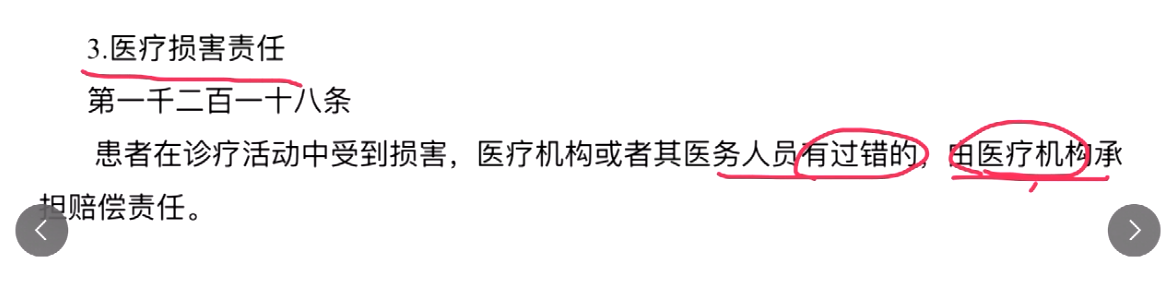 3.医疗损害责任
第一千二百一十八条
患者在诊疗活动中受到损害，医疗机构或者其医务人员有过错的，由医疗机构承
担赔偿责任。